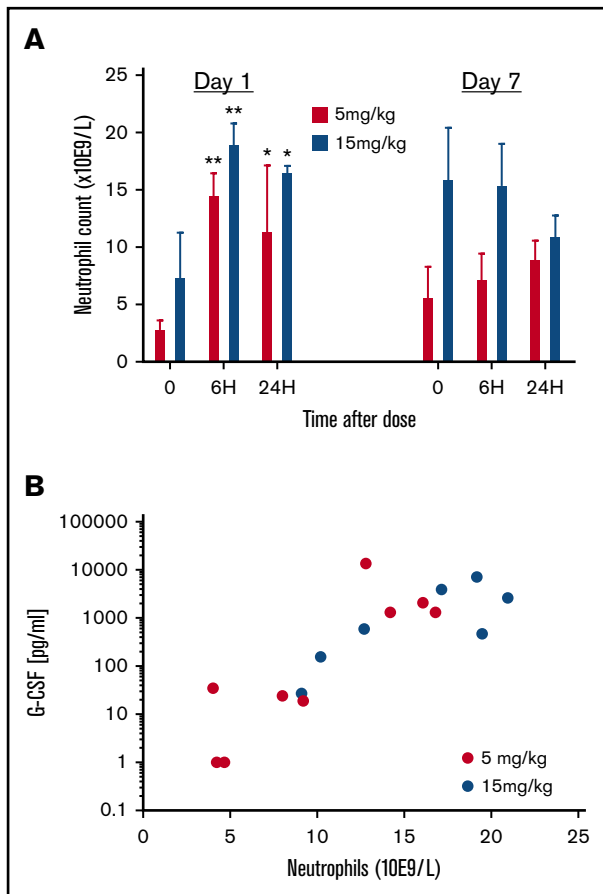 A
Day 1
Day 7
5mg/kg
15mg/kg
** ** * *
Neutrophil count (x10E9/L)
25
20
15
10
5
0
0 6H 24H 0 6H 24H
Time after dose
B
G-CSF [pg/ml]
100000
10000
1000
100
10
1
0.1
5 mg/kg
15mg/kg
0 5 10 15 20 25
Neutrophils (10E9/L)